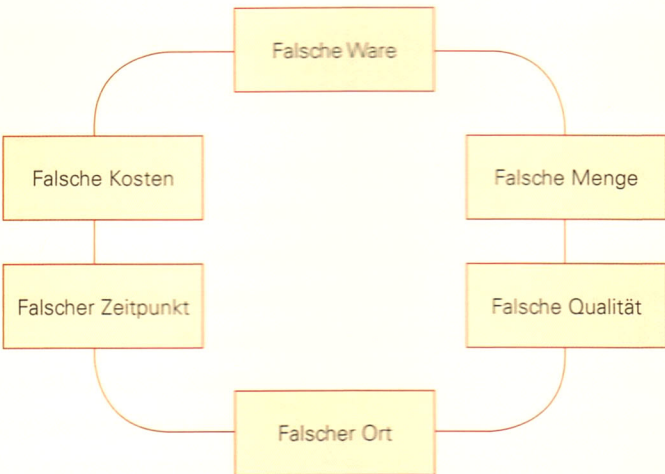 Falsche Ware
Falsche Kosten
Falsche Menge
Falscher Zeitpunkt
Falsche Qualität
Falscher Ort